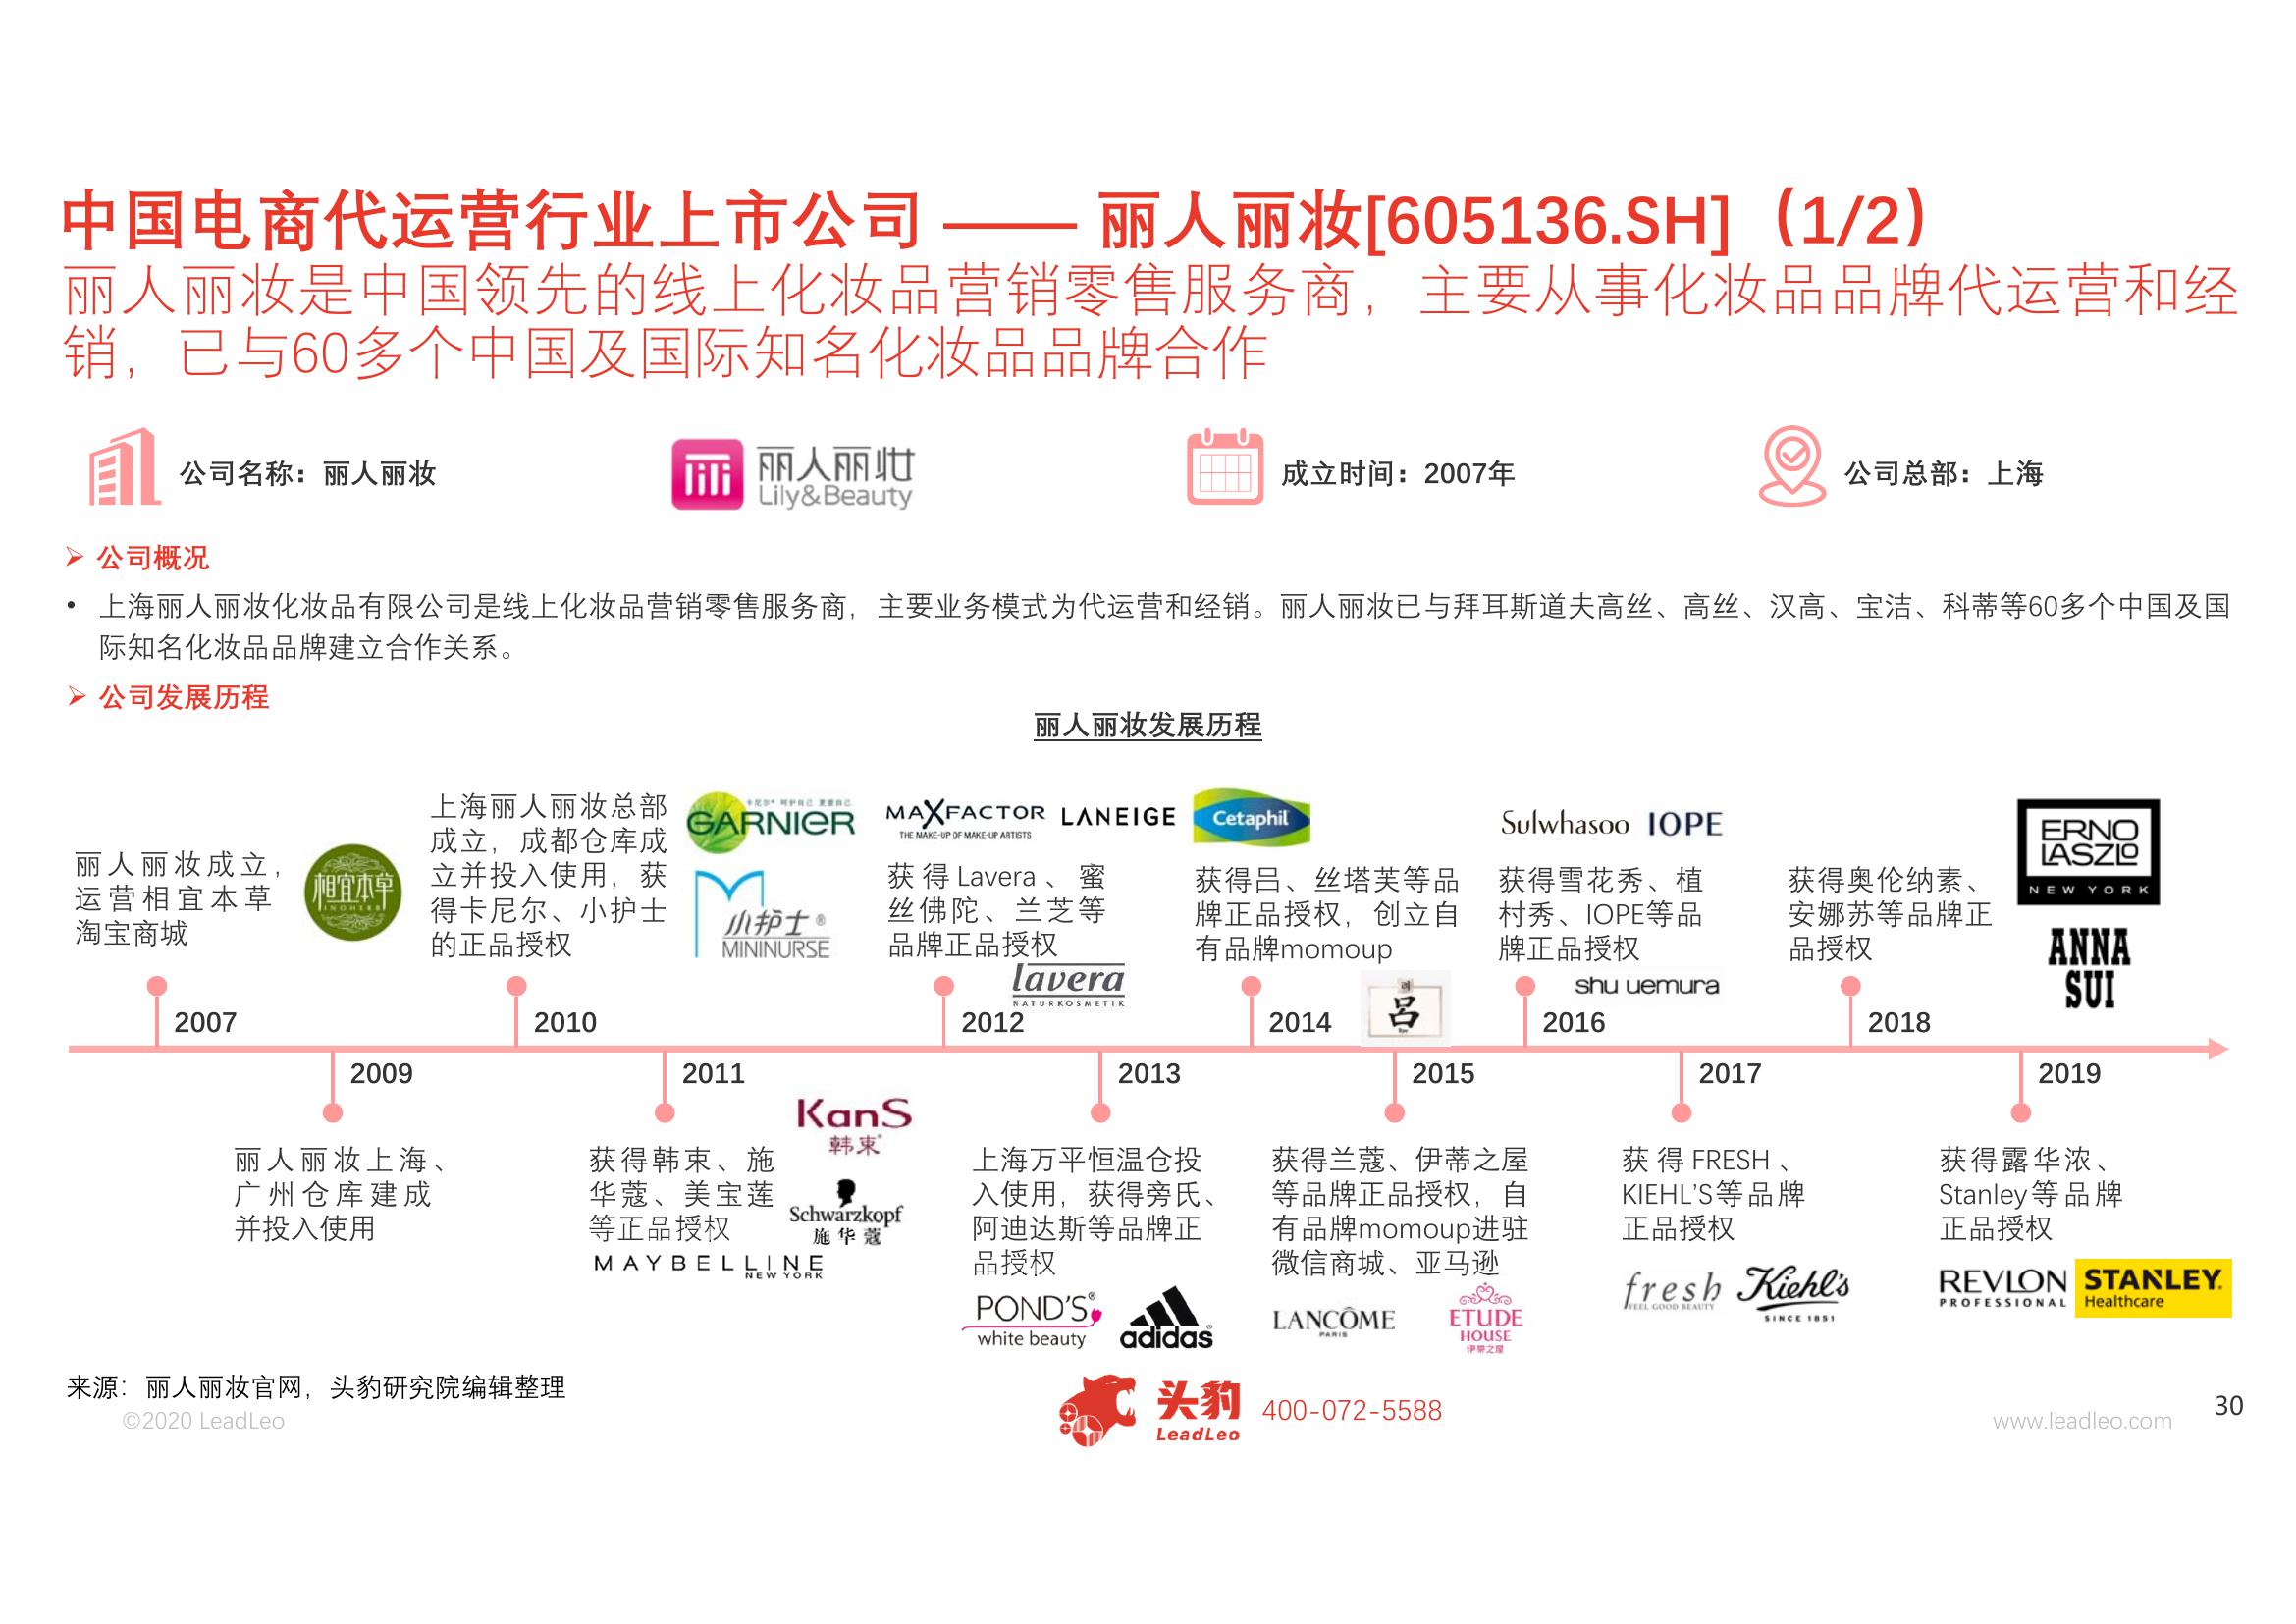 中国电商代运营行业上市公司 —— 丽人丽妆[605136.SH]（1/2）
丽人丽妆是中国领先的线上化妆品营销零售服务商，主要从事化妆品品牌代运营和经
销，已与60多个中国及国际知名化妆品品牌合作
公司名称：丽人丽妆
丽人丽妆
Lily&Beauty
成立时间：2007年
公司总部：上海
➢ 公司概况
• 上海丽人丽妆化妆品有限公司是线上化妆品营销零售服务商，主要业务模式为代运营和经销。丽人丽妆已与拜耳斯道夫高丝、高丝、汉高、宝洁、科蒂等60多个中国及国
际知名化妆品品牌建立合作关系。
➢ 公司发展历程
丽人丽妆发展历程
丽人丽妆成立，
运营相宜本草
淘宝商城
相宜本草
INOHERB
2007
上海丽人丽妆总部
成立，成都仓库成
立并投入使用，获
得卡尼尔、小护士
的正品授权
GARNIER
小护士®
MININURSE
2010
MAXFACTOR
THE MAKE-UP OF MAKE-UP ARTISTS
LANEIGE
获得Lavera、蜜
丝佛陀、兰芝等
品牌正品授权
lavera
NATURKOSMETIK
2012
Cetaphil
获得吕、丝塔芙等品
牌正品授权，创立自
有品牌momoup
吕
2014
Sulwhasoo IOPE
获得雪花秀、植
村秀、IOPE等品
牌正品授权
shu uemura
2016
获得奥伦纳素、
安娜苏等品牌正
品授权
ERNO
LASZLO
NEW YORK
ANNA
SUI
2018
2009
丽人丽妆上海、
广州仓库建成
并投入使用
2011
KanS
韩束
获得韩束、施
华蔻、美宝莲
等正品授权
Schwarzkopf
施华蔻
MAYBELLINE
NEW YORK
2013
上海万平恒温仓投
入使用，获得旁氏、
阿迪达斯等品牌正
品授权
POND'S®
white beauty
adidas
2015
获得兰蔻、伊蒂之屋
等品牌正品授权，自
有品牌momoup进驻
微信商城、亚马逊
LANCÔME
PARIS
ETUDE
HOUSE
伊蒂之屋
2017
获得FRESH、
KIEHL'S等品牌
正品授权
fresh
FEEL GOOD BEAUTY
Kiehl's
SINCE 1851
2019
获得露华浓、
Stanley等品牌
正品授权
REVLON
PROFESSIONAL
STANLEY.
Healthcare
来源：丽人丽妆官网，头豹研究院编辑整理
©2020 LeadLeo
头豹
LeadLeo
400-072-5588
www.leadleo.com
30